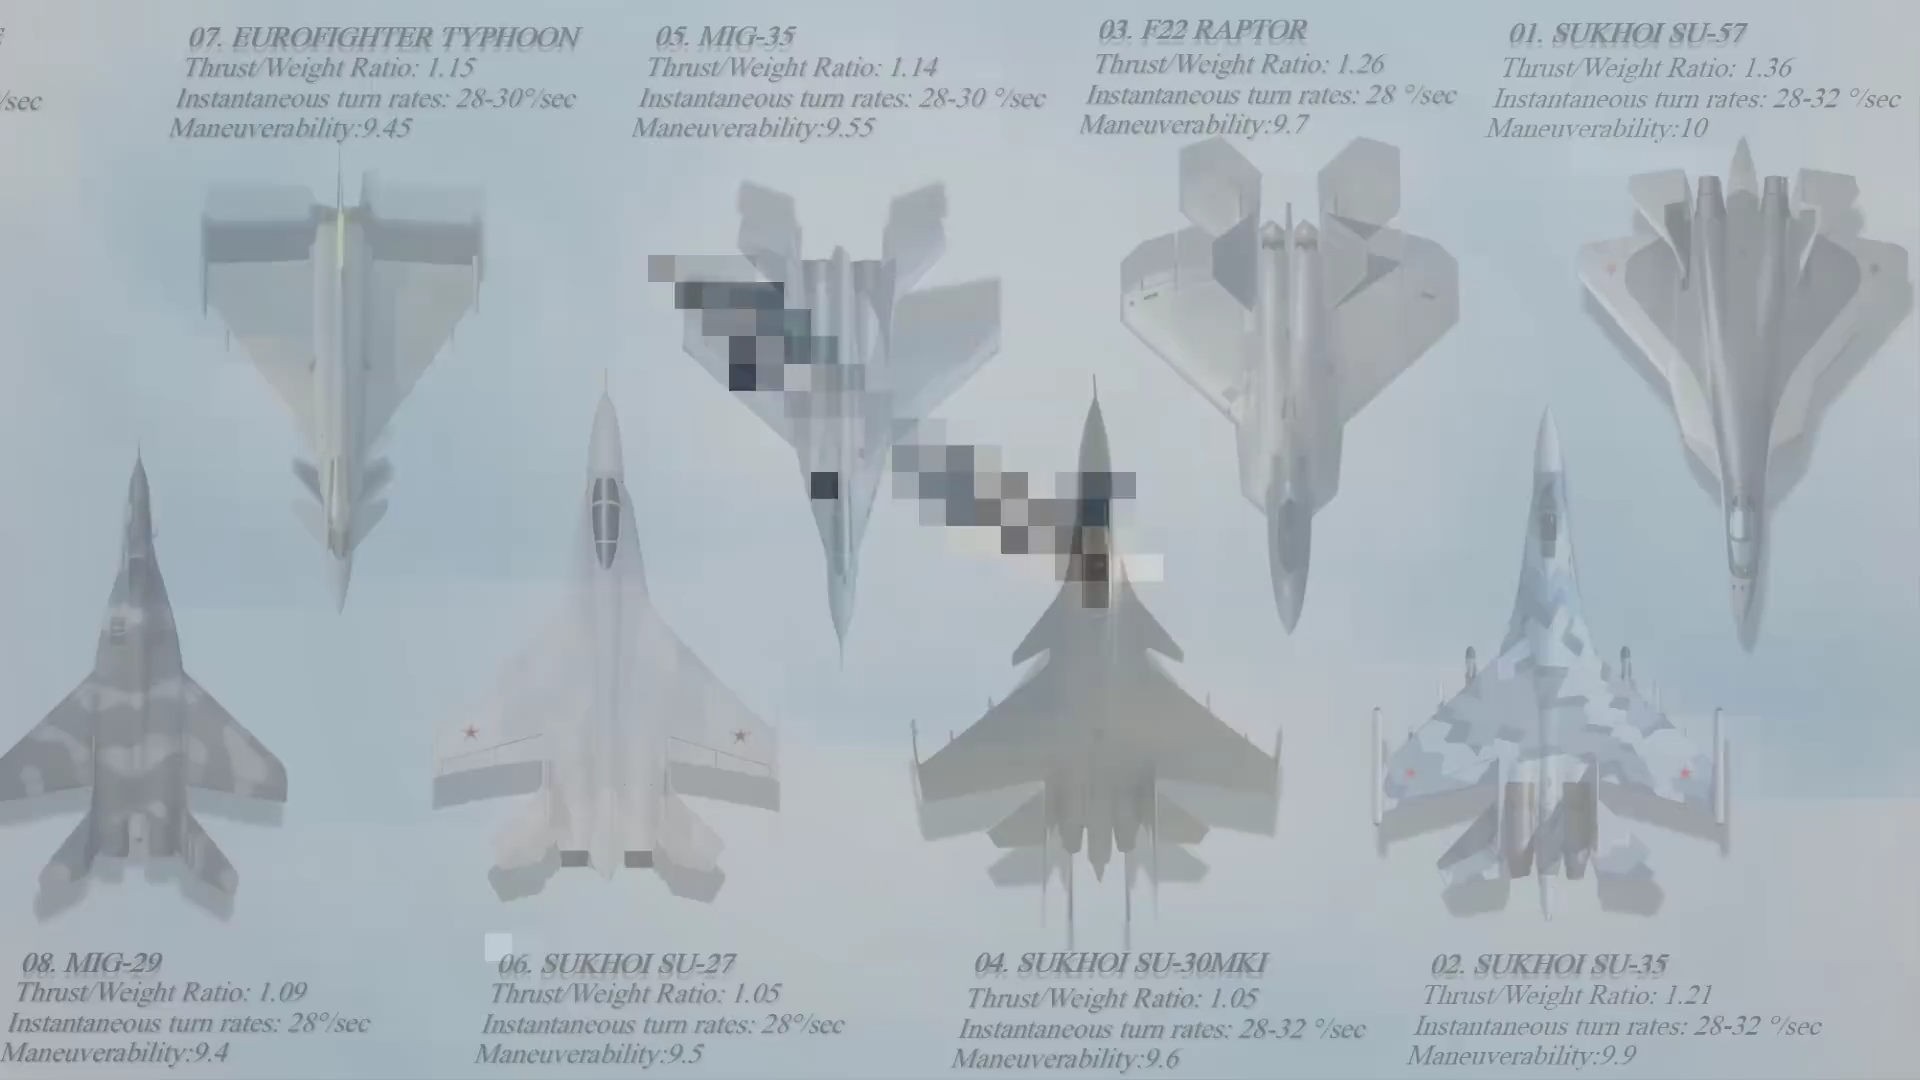 07. EUROFIGHTER TYPHOON
Thrust/Weight Ratio: 1.15
Instantaneous turn rates: 28-30°/sec
Maneuverability:9.45
05. MIG-35
Thrust/Weight Ratio: 1.14
Instantaneous turn rates: 28-30 °/sec
Maneuverability:9.55
03. F22 RAPTOR
Thrust/Weight Ratio: 1.26
Instantaneous turn rates: 28 °/sec
Maneuverability:9.7
01. SUKHOI SU-57
Thrust/Weight Ratio: 1.36
Instantaneous turn rates: 28-32 °/sec
Maneuverability:10
/sec
08. MIG-29
Thrust/Weight Ratio: 1.09
Instantaneous turn rates: 28°/sec
Maneuverability:9.4
06. SUKHOI SU-27
Thrust/Weight Ratio: 1.05
Instantaneous turn rates: 28°/sec
Maneuverability:9.5
04. SUKHOI SU-30MKI
Thrust/Weight Ratio: 1.05
Instantaneous turn rates: 28-32 °/sec
Maneuverability:9.6
02. SUKHOI SU-35
Thrust/Weight Ratio: 1.21
Instantaneous turn rates: 28-32 °/sec
Maneuverability:9.9